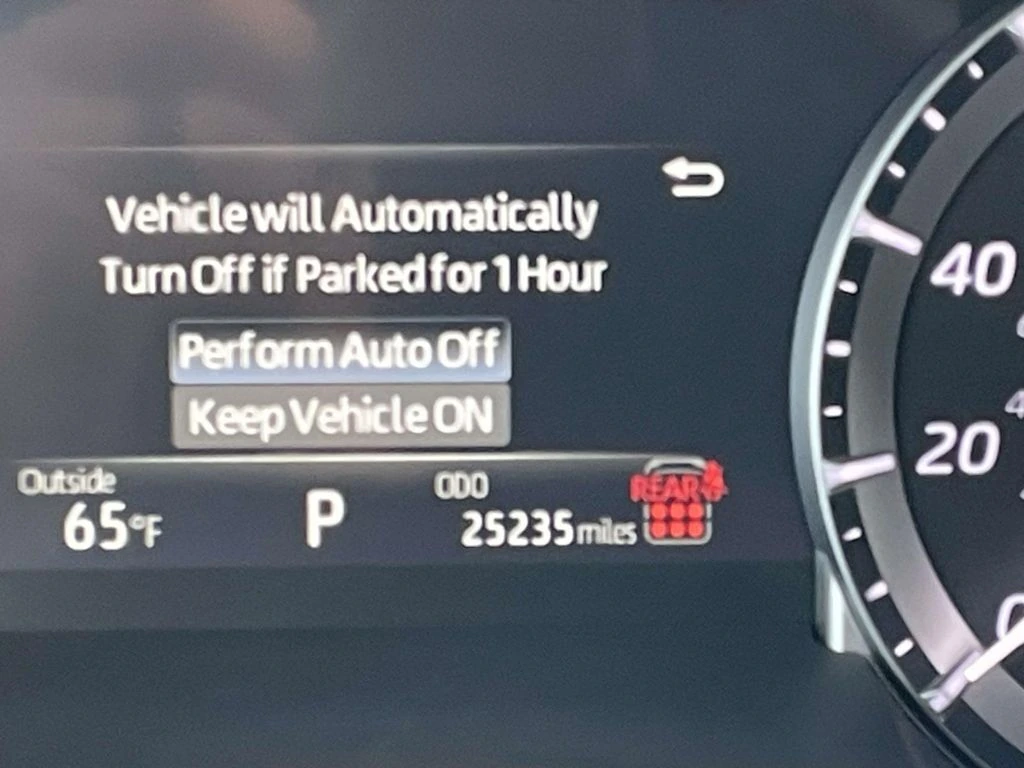 Vehicle will Automatically
Turn Off if Parked for 1 Hour
Perform Auto Off
Keep Vehicle ON
Outside
65°F
P
ODO
25235 miles
REAR
40
20
0